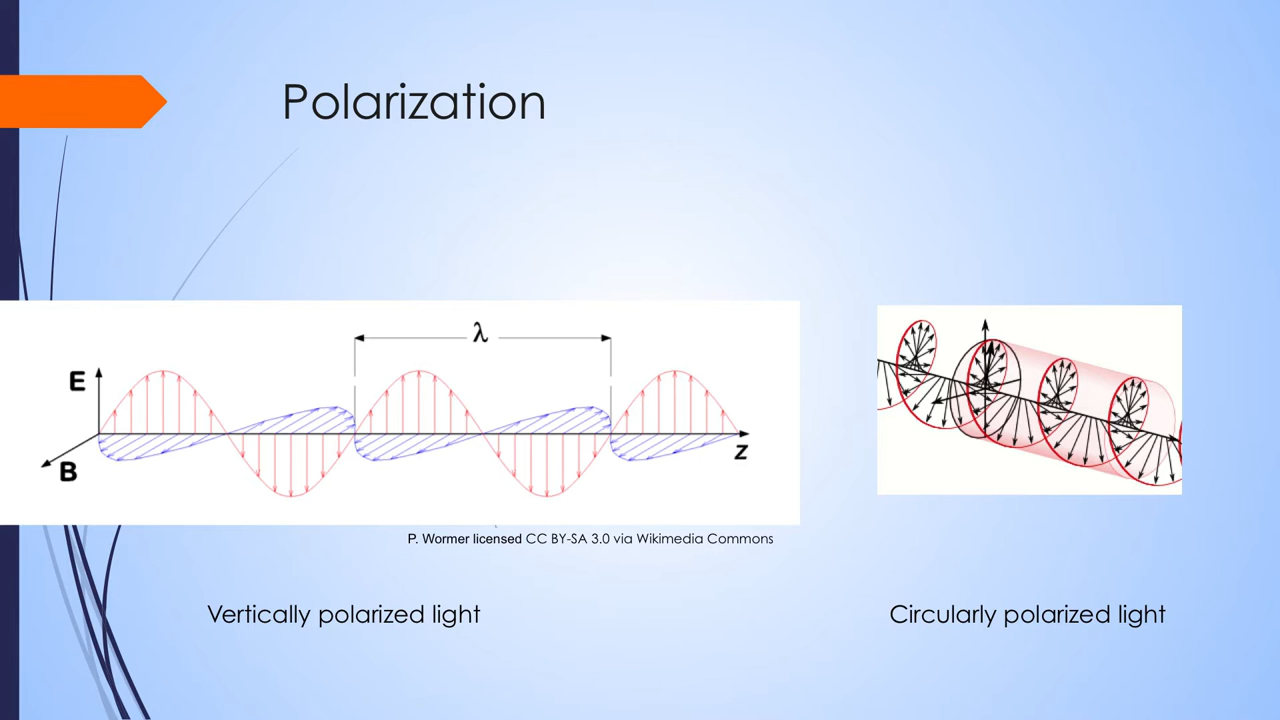 Polarization
λ
E
B
z
P. Wormer licensed CC BY-SA 3.0 via Wikimedia Commons
Vertically polarized light
Circularly polarized light